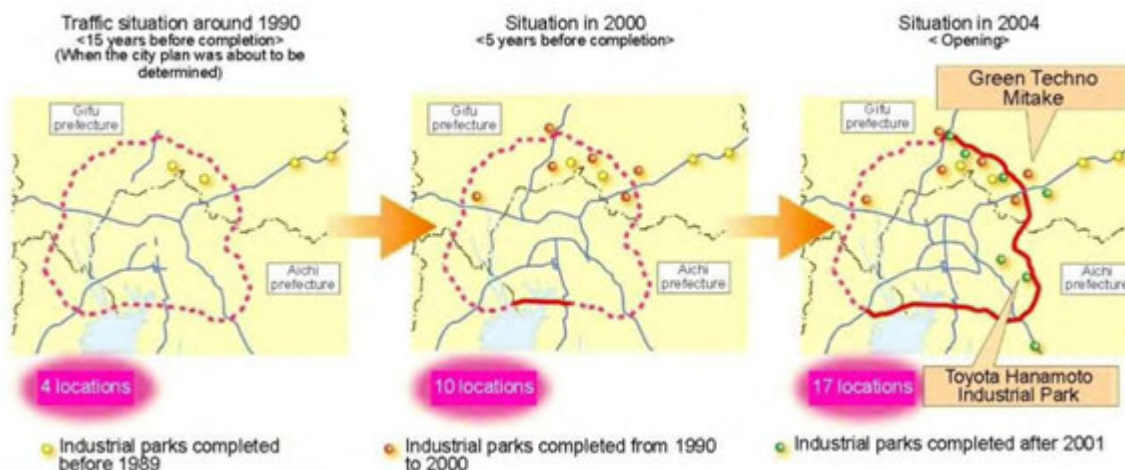 Traffic situation around 1990
<15 years before completion>
(When the city plan was about to be
determined)
Gifu
prefecture
Aichi
prefecture
4 locations
Industrial parks completed
before 1989
Situation in 2000
<5 years before completion>
Gifu
prefecture
Aichi
prefecture
10 locations
Industrial parks completed from 1990
to 2000
Situation in 2004
< Opening>
Green Techno
Mitake
Gifu
prefecture
Aichi
prefecture
17 locations
Toyota Hanamoto
Industrial Park
Industrial parks completed after 2001